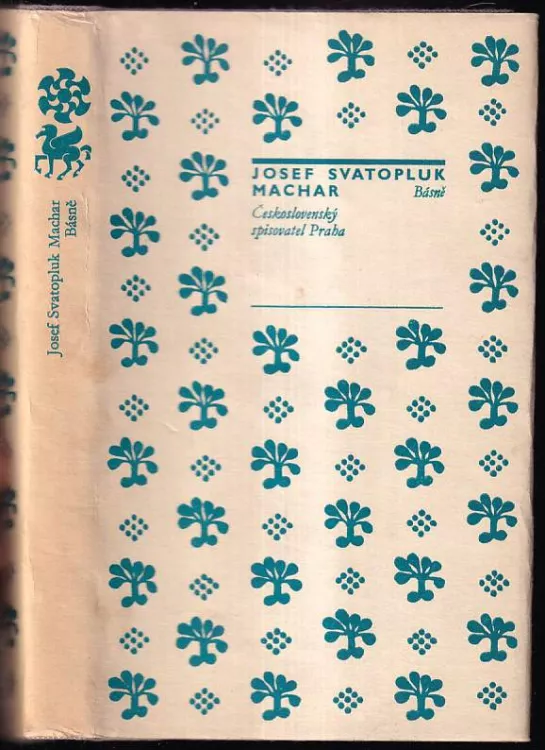 JOSEF SVATOPLUK
MACHAR Básně
Československý
spisovatel Praha
Josef Svatopluk Machar
Básně